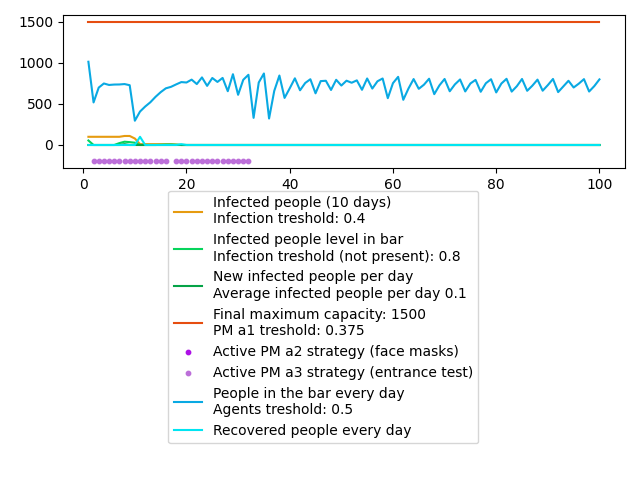 1500
1000
500
0
0 20 40 60 80 100
Infected people (10 days)
Infection treshold: 0.4
Infected people level in bar
Infection treshold (not present): 0.8
New infected people per day
Average infected people per day 0.1
Final maximum capacity: 1500
PM a1 treshold: 0.375
Active PM a2 strategy (face masks)
Active PM a3 strategy (entrance test)
People in the bar every day
Agents treshold: 0.5
Recovered people every day